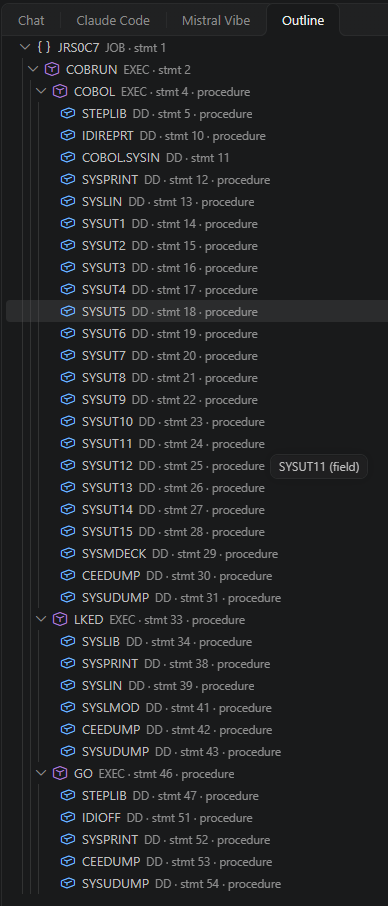 Chat Claude Code Mistral Vibe Outline
{ } JRS0C7 JOB · stmt 1
COBRUN EXEC · stmt 2
COBOL EXEC · stmt 4 · procedure
STEPLIB DD · stmt 5 · procedure
IDIREPRT DD · stmt 10 · procedure
COBOL.SYSIN DD · stmt 11
SYSPRINT DD · stmt 12 · procedure
SYSLIN DD · stmt 13 · procedure
SYSUT1 DD · stmt 14 · procedure
SYSUT2 DD · stmt 15 · procedure
SYSUT3 DD · stmt 16 · procedure
SYSUT4 DD · stmt 17 · procedure
SYSUT5 DD · stmt 18 · procedure
SYSUT6 DD · stmt 19 · procedure
SYSUT7 DD · stmt 20 · procedure
SYSUT8 DD · stmt 21 · procedure
SYSUT9 DD · stmt 22 · procedure
SYSUT10 DD · stmt 23 · procedure
SYSUT11 DD · stmt 24 · procedure
SYSUT12 DD · stmt 25 · procedure SYSUT11 (field)
SYSUT13 DD · stmt 26 · procedure
SYSUT14 DD · stmt 27 · procedure
SYSUT15 DD · stmt 28 · procedure
SYSMDECK DD · stmt 29 · procedure
CEEDUMP DD · stmt 30 · procedure
SYSUDUMP DD · stmt 31 · procedure
LKED EXEC · stmt 33 · procedure
SYSLIB DD · stmt 34 · procedure
SYSPRINT DD · stmt 38 · procedure
SYSLIN DD · stmt 39 · procedure
SYSLMOD DD · stmt 41 · procedure
CEEDUMP DD · stmt 42 · procedure
SYSUDUMP DD · stmt 43 · procedure
GO EXEC · stmt 46 · procedure
STEPLIB DD · stmt 47 · procedure
IDIOFF DD · stmt 51 · procedure
SYSPRINT DD · stmt 52 · procedure
CEEDUMP DD · stmt 53 · procedure
SYSUDUMP DD · stmt 54 · procedure